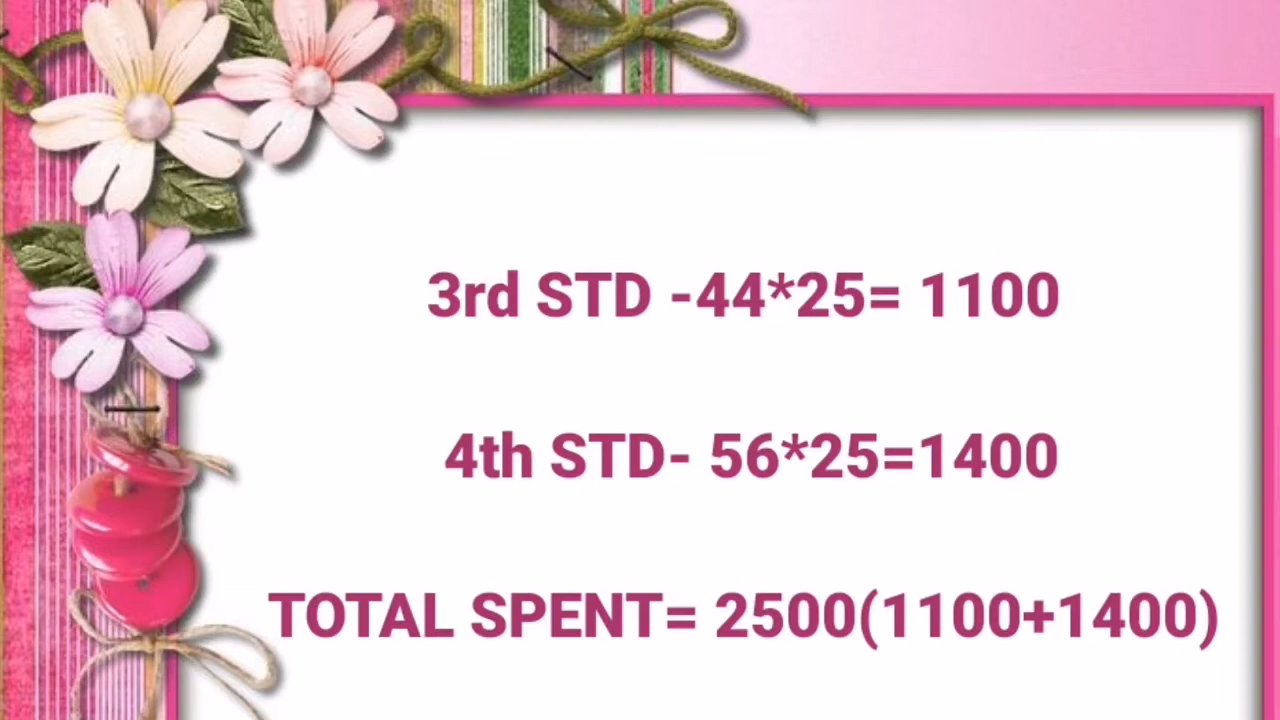 3rd STD -44*25= 1100
4th STD- 56*25=1400
TOTAL SPENT= 2500(1100+1400)